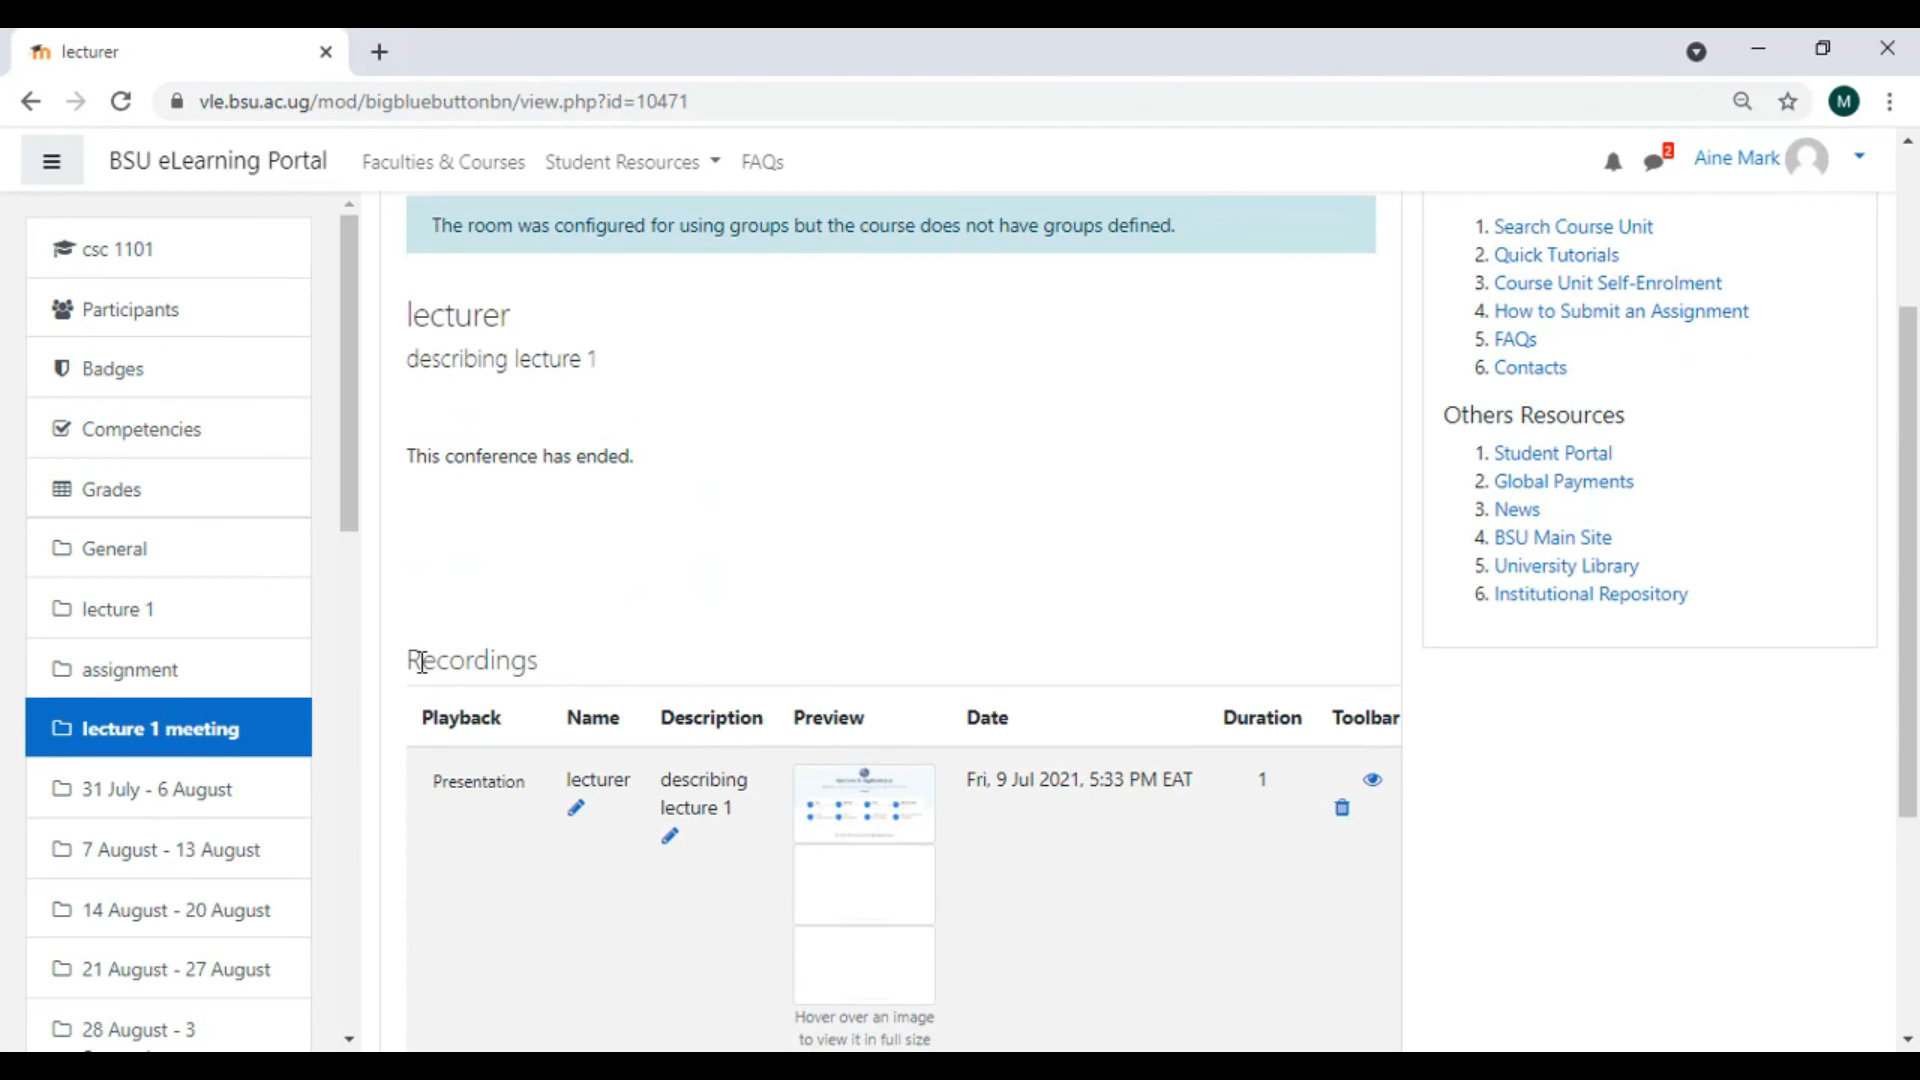 lecturer
vle.bsu.ac.ug/mod/bigbluebuttonbn/view.php?id=10471
M
BSU eLearning Portal
Faculties & Courses
Student Resources
FAQs
2
Aine Mark
csc 1101
Participants
Badges
Competencies
Grades
General
lecture 1
assignment
lecture 1 meeting
31 July - 6 August
7 August - 13 August
14 August - 20 August
21 August - 27 August
28 August - 3
The room was configured for using groups but the course does not have groups defined.
lecturer
describing lecture 1
This conference has ended.
Recordings
Playback Name Description Preview Date Duration Toolbar
Presentation lecturer describing Fri, 9 Jul 2021, 5:33 PM EAT 1
lecture 1
Hover over an image
to view it in full size
1. Search Course Unit
2. Quick Tutorials
3. Course Unit Self-Enrolment
4. How to Submit an Assignment
5. FAQs
6. Contacts
Others Resources
1. Student Portal
2. Global Payments
3. News
4. BSU Main Site
5. University Library
6. Institutional Repository